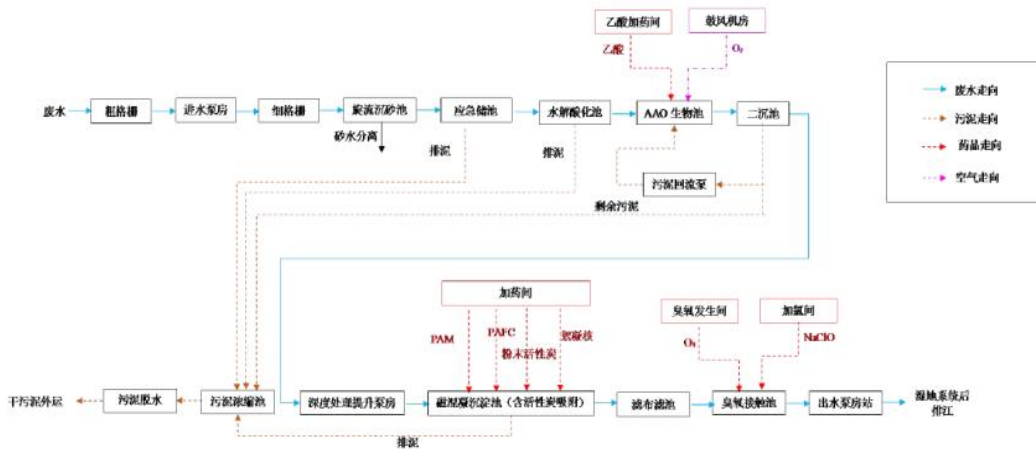 乙酸加药间
鼓风机房
乙酸
O₂
废水
粗格栅
进水泵房
细格栅
旋流沉砂池
应急储池
水解酸化池
AAO 生物池
二沉池
砂水分离
排泥
排泥
污泥回流泵
剩余污泥
废水走向
污泥走向
药品走向
空气走向
加药间
臭氧发生间
加氯间
PAM
PAFC
粉末活性炭
絮凝核
O₃
NaClO
干污泥外运
污泥脱水
污泥浓缩池
深度处理提升泵房
磁混凝沉淀池（含活性炭吸附）
滤布滤池
臭氧接触池
出水泵房站
湿地系统后
排江
排泥